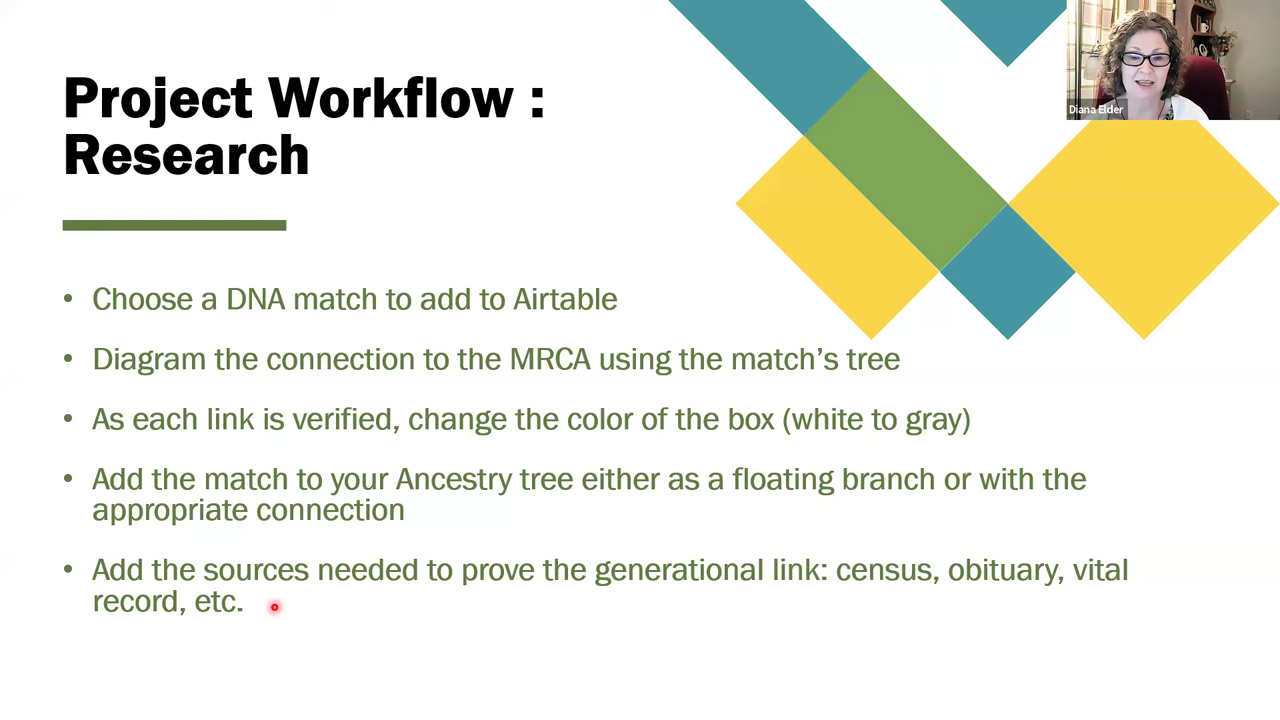 Project Workflow :
Research
Diana Elder
• Choose a DNA match to add to Airtable
• Diagram the connection to the MRCA using the match’s tree
• As each link is verified, change the color of the box (white to gray)
• Add the match to your Ancestry tree either as a floating branch or with the
appropriate connection
• Add the sources needed to prove the generational link: census, obituary, vital
record, etc.